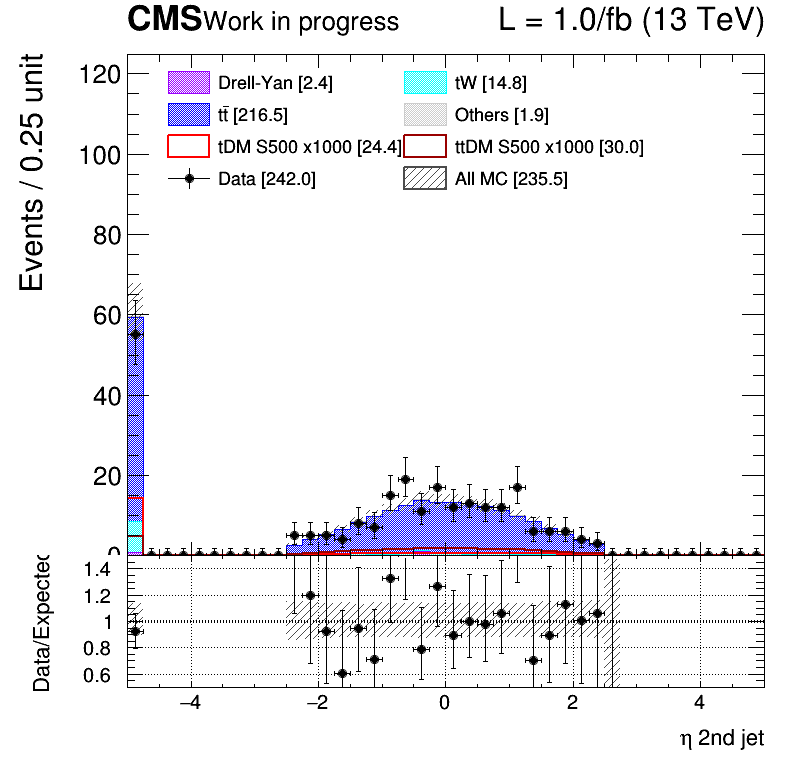 CMS Work in progress L = 1.0/fb (13 TeV)
Events / 0.25 unit
120
100
80
60
40
20
0
Drell-Yan [2.4] tW [14.8]
tt̄ [216.5] Others [1.9]
tDM S500 x1000 [24.4] ttDM S500 x1000 [30.0]
Data [242.0] All MC [235.5]
Data/Expected
1.4
1.2
1
0.8
0.6
−4 −2 0 2 4
η 2nd jet